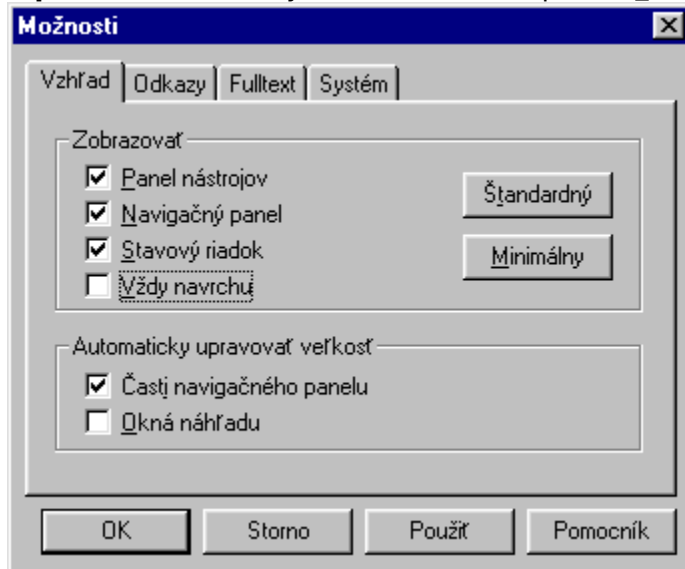 Možnosti
Vzhľad Odkazy Fulltext Systém
Zobrazovať
Panel nástrojov
Štandardný
Navigačný panel
Stavový riadok
Minimálny
Vždy navrchu
Automaticky upravovať veľkosť
Časti navigačného panelu
Okná náhľadu
OK Storno Použiť Pomocník